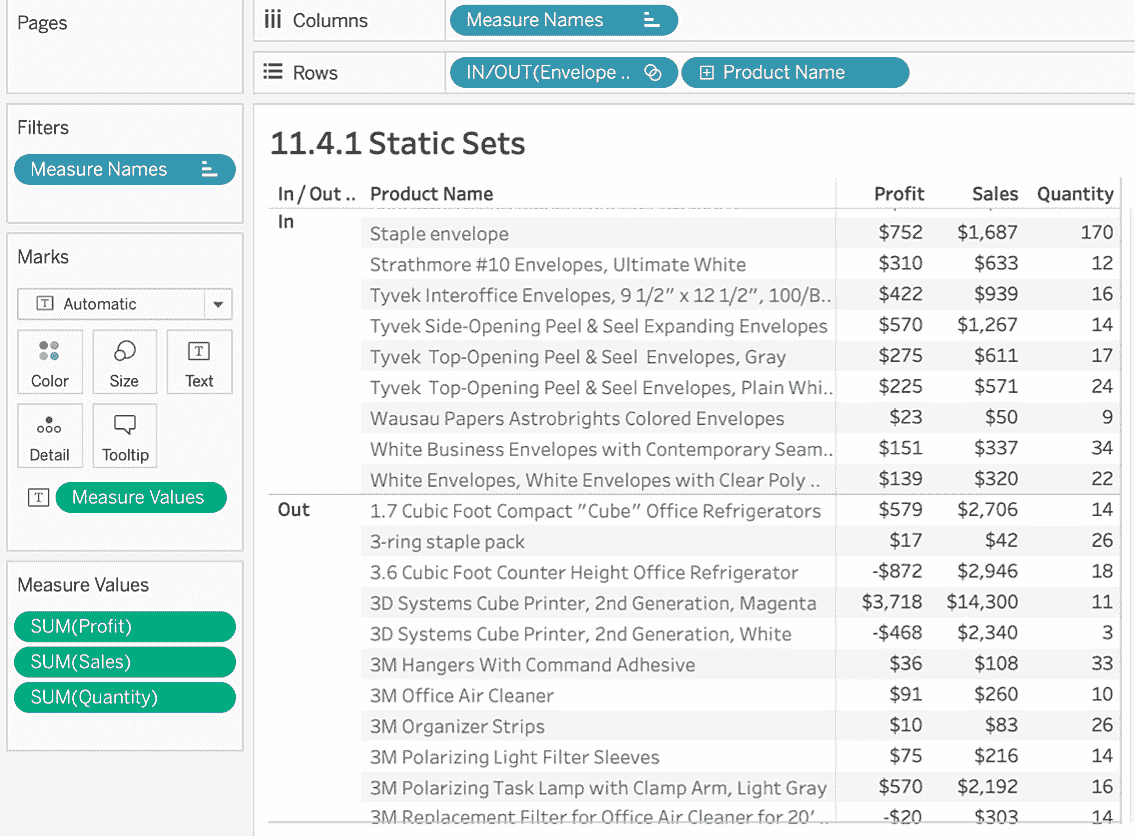 Pages
Columns
Measure Names
Rows
IN/OUT(Envelope ..
Product Name
Filters
Measure Names
Marks
Automatic
Color
Size
Text
Detail
Tooltip
Measure Values
Measure Values
SUM(Profit)
SUM(Sales)
SUM(Quantity)
11.4.1 Static Sets
In / Out .. Product Name Profit Sales Quantity
In
Staple envelope $752 $1,687 170
Strathmore #10 Envelopes, Ultimate White $310 $633 12
Tyvek Interoffice Envelopes, 9 1/2” x 12 1/2”, 100/B.. $422 $939 16
Tyvek Side-Opening Peel & Seel Expanding Envelopes $570 $1,267 14
Tyvek Top-Opening Peel & Seel Envelopes, Gray $275 $611 17
Tyvek Top-Opening Peel & Seel Envelopes, Plain Whi.. $225 $571 24
Wausau Papers Astrobrights Colored Envelopes $23 $50 9
White Business Envelopes with Contemporary Seam.. $151 $337 34
White Envelopes, White Envelopes with Clear Poly .. $139 $320 22
Out 1.7 Cubic Foot Compact ”Cube” Office Refrigerators $579 $2,706 14
3-ring staple pack $17 $42 26
3.6 Cubic Foot Counter Height Office Refrigerator -$872 $2,946 18
3D Systems Cube Printer, 2nd Generation, Magenta $3,718 $14,300 11
3D Systems Cube Printer, 2nd Generation, White -$468 $2,340 3
3M Hangers With Command Adhesive $36 $108 33
3M Office Air Cleaner $91 $260 10
3M Organizer Strips $10 $83 26
3M Polarizing Light Filter Sleeves $75 $216 14
3M Polarizing Task Lamp with Clamp Arm, Light Gray $570 $2,192 16
3M Replacement Filter for Office Air Cleaner for 20’ .. -$20 $303 14